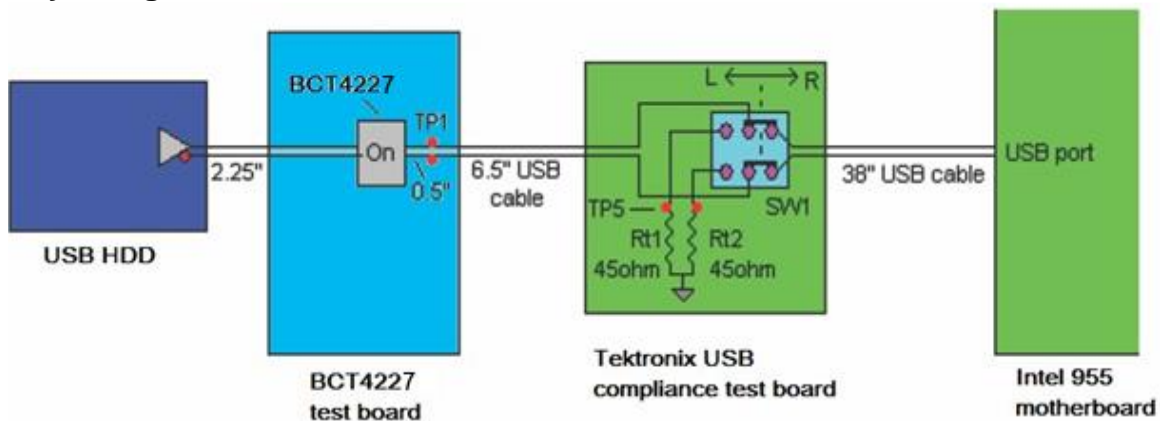 BCT4227
L R
TP1
On
2.25"
0.5"
6.5" USB
cable
TP5
SW1
Rt1 Rt2
45ohm 45ohm
38" USB cable
USB port
USB HDD
BCT4227
test board
Tektronix USB
compliance test board
Intel 955
motherboard